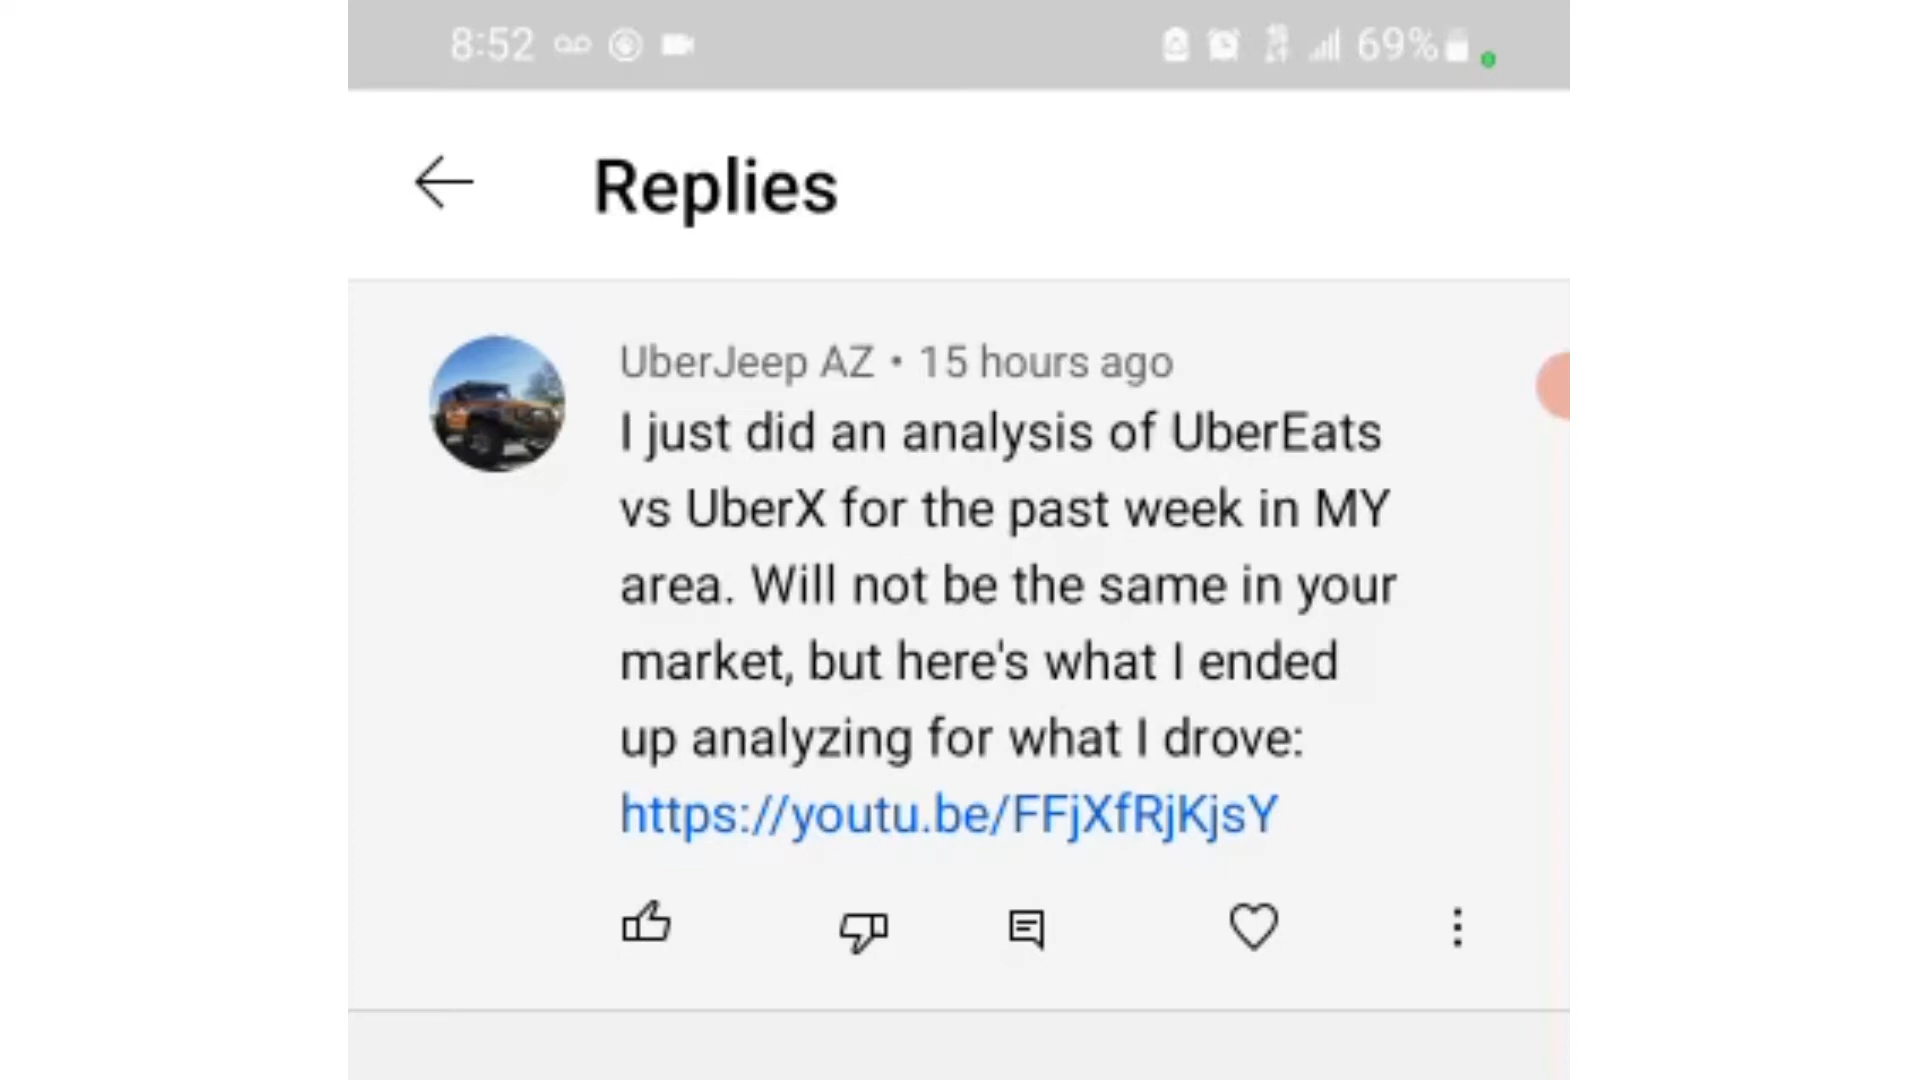 8:52 69%
Replies
UberJeep AZ • 15 hours ago
I just did an analysis of UberEats
vs UberX for the past week in MY
area. Will not be the same in your
market, but here's what I ended
up analyzing for what I drove:
https://youtu.be/FFjXfRjKjsY